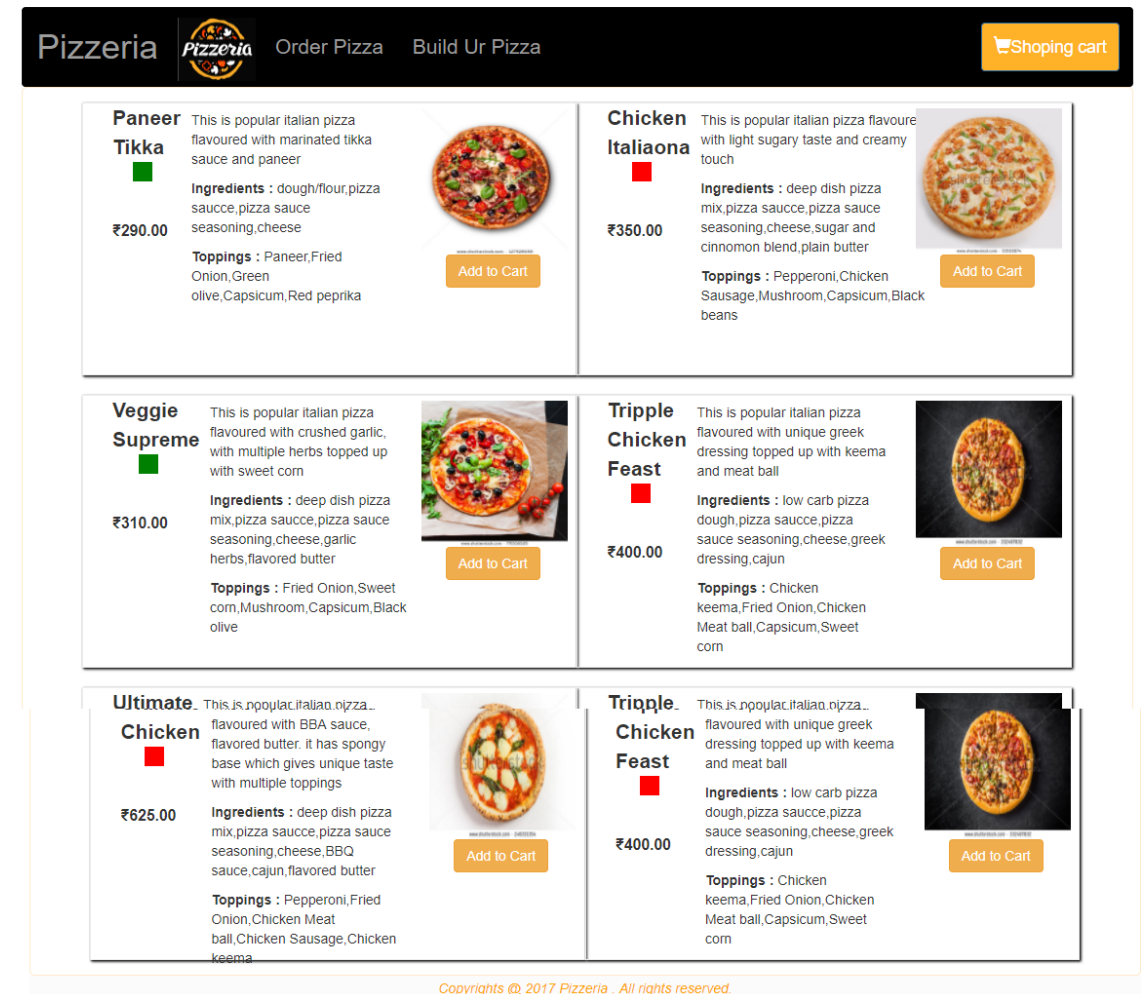 Pizzeria
Pizzeria
Order Pizza
Build Ur Pizza
Shoping cart
Paneer
Tikka
₹290.00
This is popular italian pizza
flavoured with marinated tikka
sauce and paneer
Ingredients : dough/flour,pizza
saucce,pizza sauce
seasoning,cheese
Toppings : Paneer,Fried
Onion,Green
olive,Capsicum,Red peprika
Add to Cart
Chicken
Italiaona
₹350.00
This is popular italian pizza flavoure
with light sugary taste and creamy
touch
Ingredients : deep dish pizza
mix,pizza saucce,pizza sauce
seasoning,cheese,sugar and
cinnomon blend,plain butter
Toppings : Pepperoni,Chicken
Sausage,Mushroom,Capsicum,Black
beans
Add to Cart
Veggie
Supreme
₹310.00
This is popular italian pizza
flavoured with crushed garlic,
with multiple herbs topped up
with sweet corn
Ingredients : deep dish pizza
mix,pizza saucce,pizza sauce
seasoning,cheese,garlic
herbs,flavored butter
Toppings : Fried Onion,Sweet
corn,Mushroom,Capsicum,Black
olive
Add to Cart
Tripple
Chicken
Feast
₹400.00
This is popular italian pizza
flavoured with unique greek
dressing topped up with keema
and meat ball
Ingredients : low carb pizza
dough,pizza saucce,pizza
sauce seasoning,cheese,greek
dressing,cajun
Toppings : Chicken
keema,Fried Onion,Chicken
Meat ball,Capsicum,Sweet
corn
Add to Cart
Ultimate
Chicken
₹625.00
This is popular italian pizza
flavoured with BBA sauce,
flavored butter. it has spongy
base which gives unique taste
with multiple toppings
Ingredients : deep dish pizza
mix,pizza saucce,pizza sauce
seasoning,cheese,BBQ
sauce,cajun,flavored butter
Toppings : Pepperoni,Fried
Onion,Chicken Meat
ball,Chicken Sausage,Chicken
keema
Add to Cart
Tripple
Chicken
Feast
₹400.00
This is popular italian pizza
flavoured with unique greek
dressing topped up with keema
and meat ball
Ingredients : low carb pizza
dough,pizza saucce,pizza
sauce seasoning,cheese,greek
dressing,cajun
Toppings : Chicken
keema,Fried Onion,Chicken
Meat ball,Capsicum,Sweet
corn
Add to Cart
Copyrights @ 2017 Pizzeria . All rights reserved.